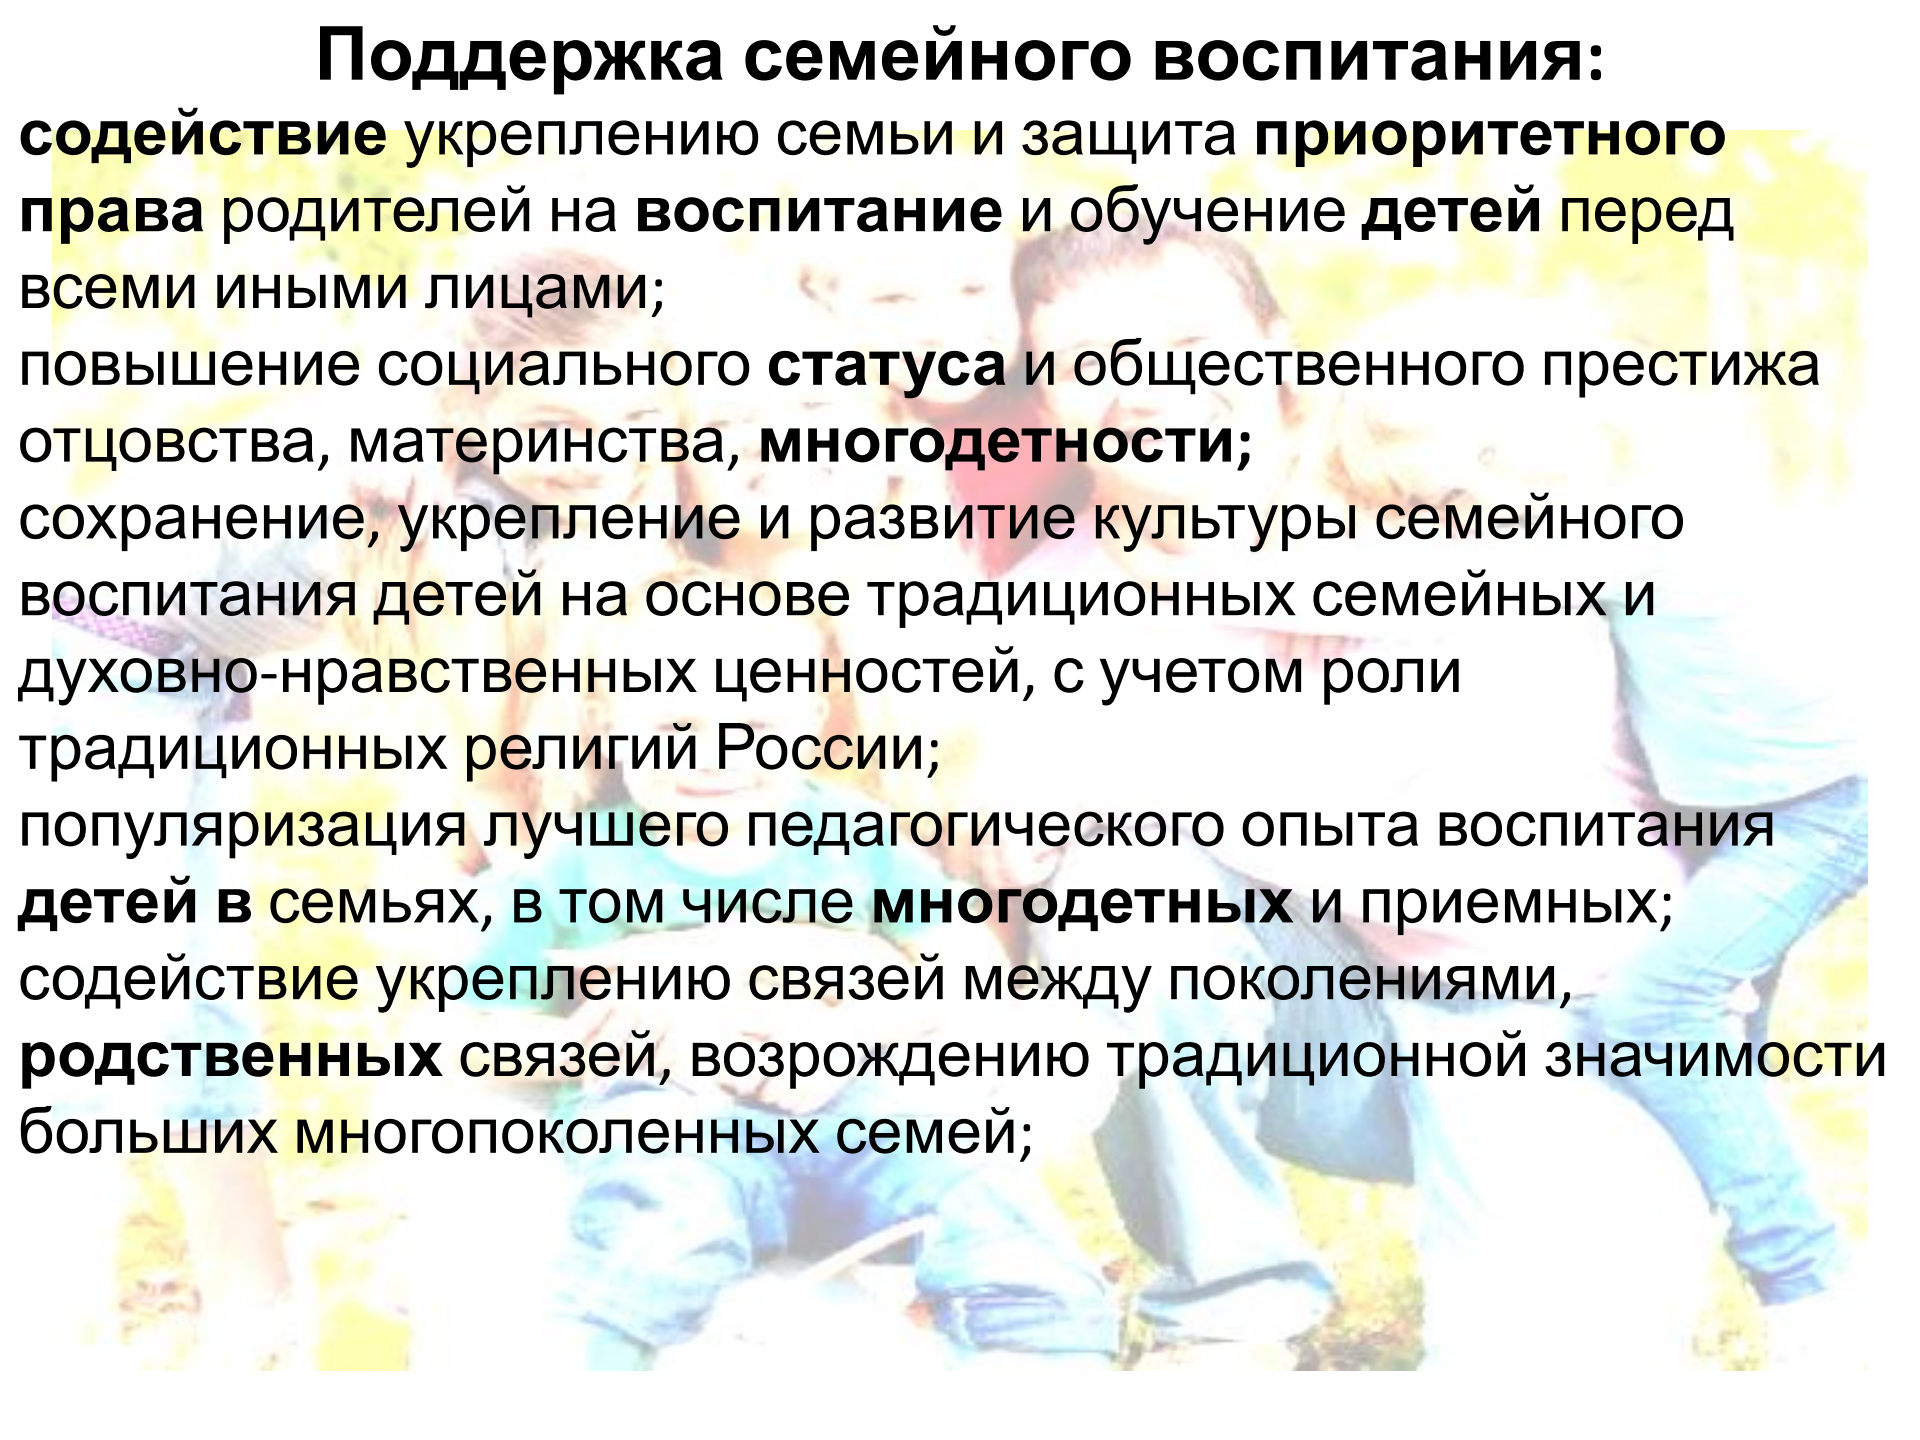 Поддержка семейного воспитания:
содействие укреплению семьи и защита приоритетного
права родителей на воспитание и обучение детей перед
всеми иными лицами;
повышение социального статуса и общественного престижа
отцовства, материнства, многодетности;
сохранение, укрепление и развитие культуры семейного
воспитания детей на основе традиционных семейных и
духовно-нравственных ценностей, с учетом роли
традиционных религий России;
популяризация лучшего педагогического опыта воспитания
детей в семьях, в том числе многодетных и приемных;
содействие укреплению связей между поколениями,
родственных связей, возрождению традиционной значимости
больших многопоколенных семей;